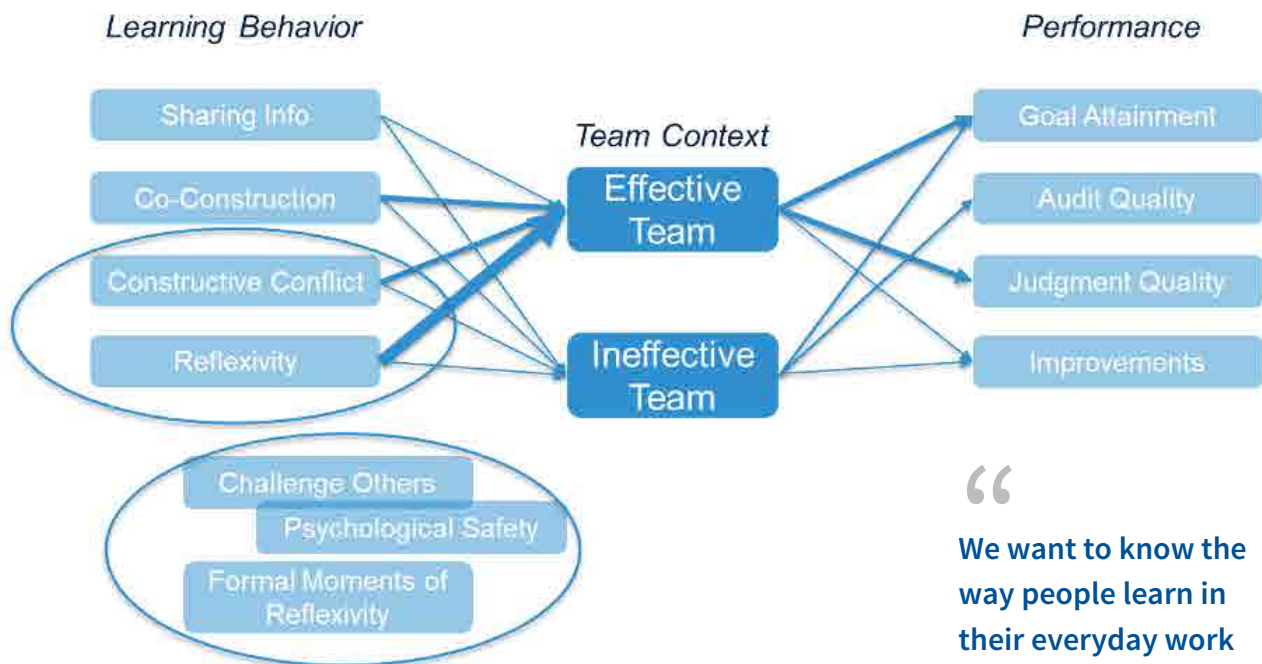 Learning Behavior
Performance
Sharing Info
Co-Construction
Constructive Conflict
Reflexivity
Team Context
Effective
Team
Ineffective
Team
Goal Attainment
Audit Quality
Judgment Quality
Improvements
Challenge Others
Psychological Safety
Formal Moments of
Reflexivity
“
We want to know the
way people learn in
their everyday work